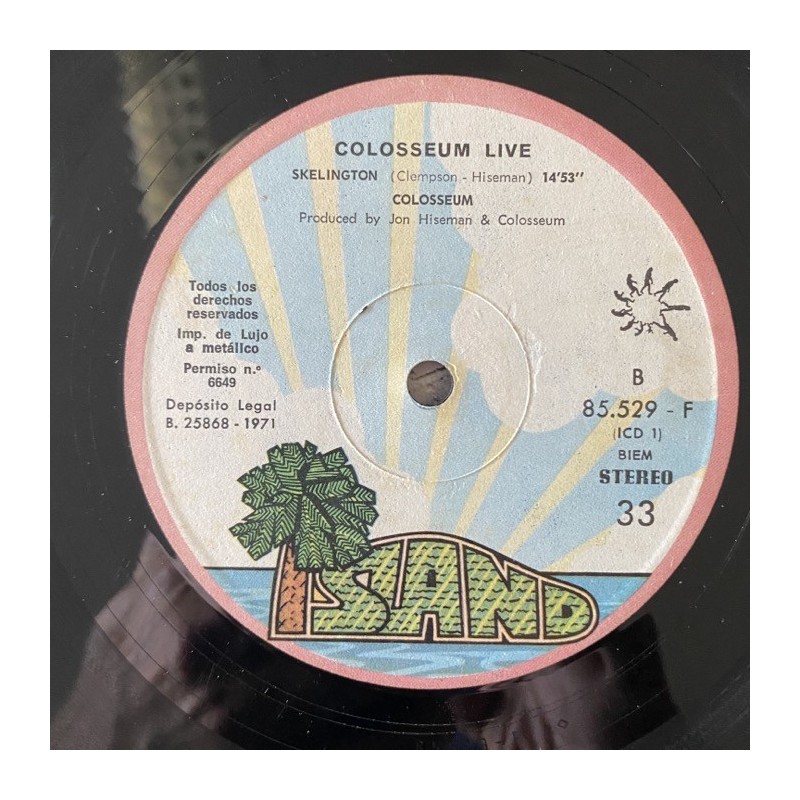 COLOSSEUM LIVE
SKELINGTON (Clempson - Hiseman) 14'53"
COLOSSEUM
Produced by Jon Hiseman & Colosseum
Todos los
derechos
reservados
Imp. de Lujo
a metálico
Permiso n.º
6649
Depósito Legal
B. 25868 - 1971
B
85.529 - F
(ICD 1)
BIEM
STEREO
33
ISLAND